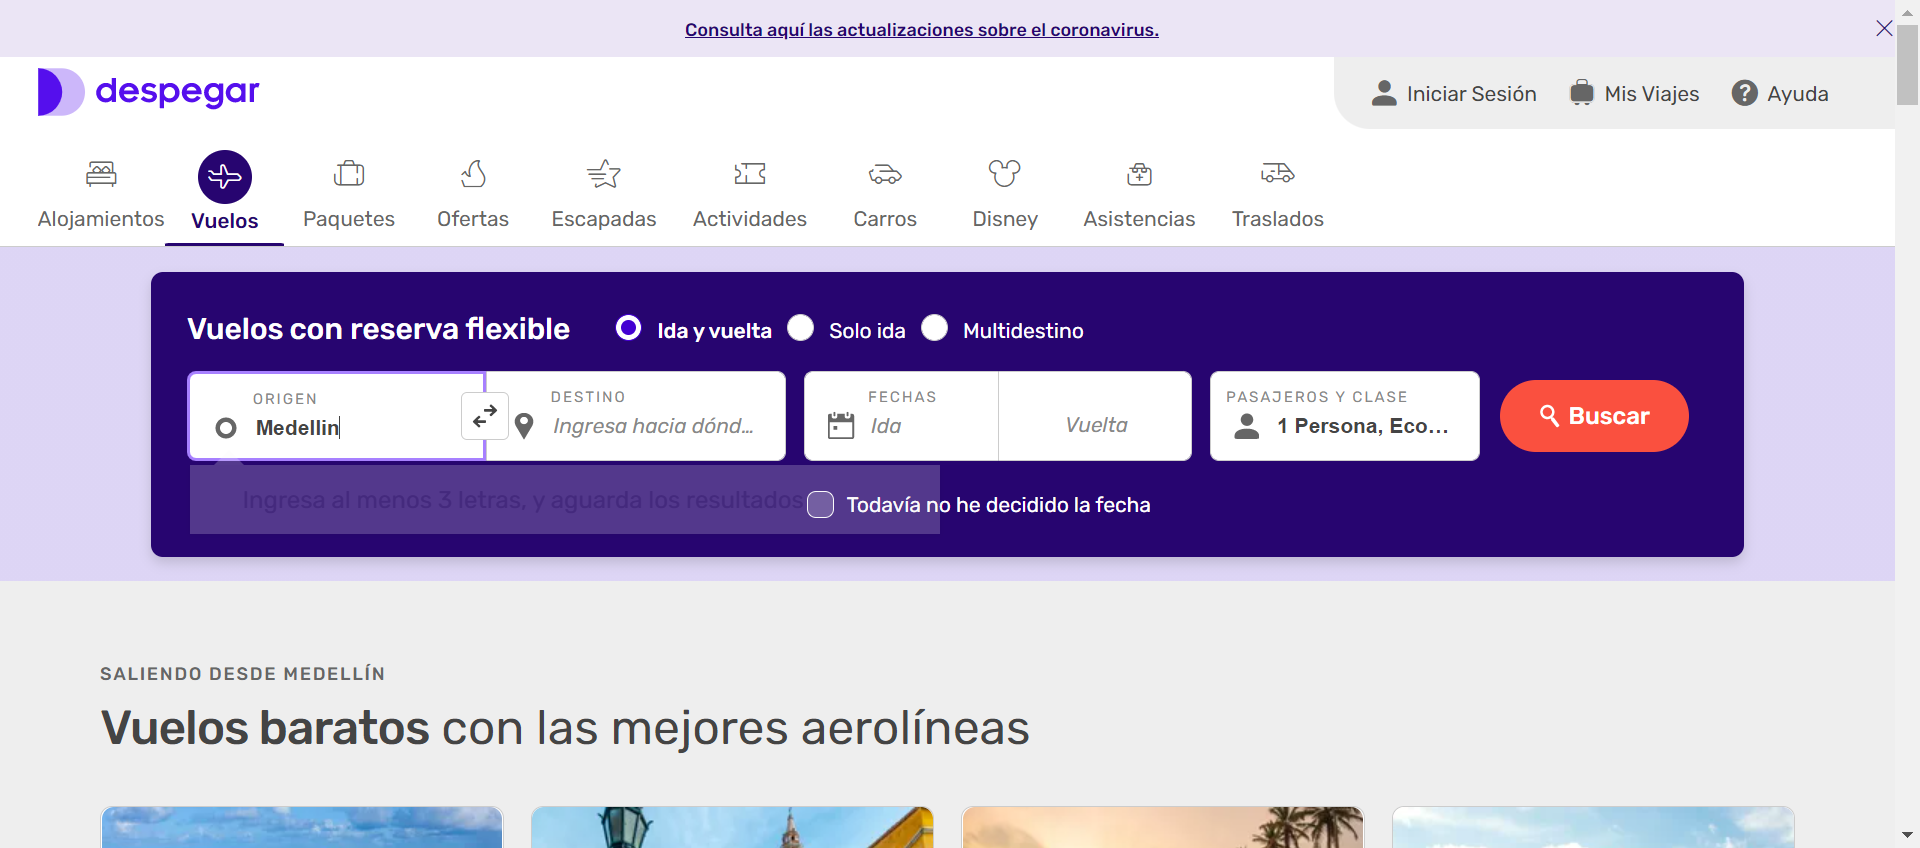 Consulta aquí las actualizaciones sobre el coronavirus.
despegar
Iniciar Sesión
Mis Viajes
Ayuda
Alojamientos
Vuelos
Paquetes
Ofertas
Escapadas
Actividades
Carros
Disney
Asistencias
Traslados
Vuelos con reserva flexible
Ida y vuelta
Solo ida
Multidestino
ORIGEN
Medellin
DESTINO
Ingresa hacia dónd...
FECHAS
Ida
Vuelta
PASAJEROS Y CLASE
1 Persona, Eco...
Buscar
Ingresa al menos 3 letras, y aguarda los resultados
Todavía no he decidido la fecha
SALIENDO DESDE MEDELLÍN
Vuelos baratos con las mejores aerolíneas